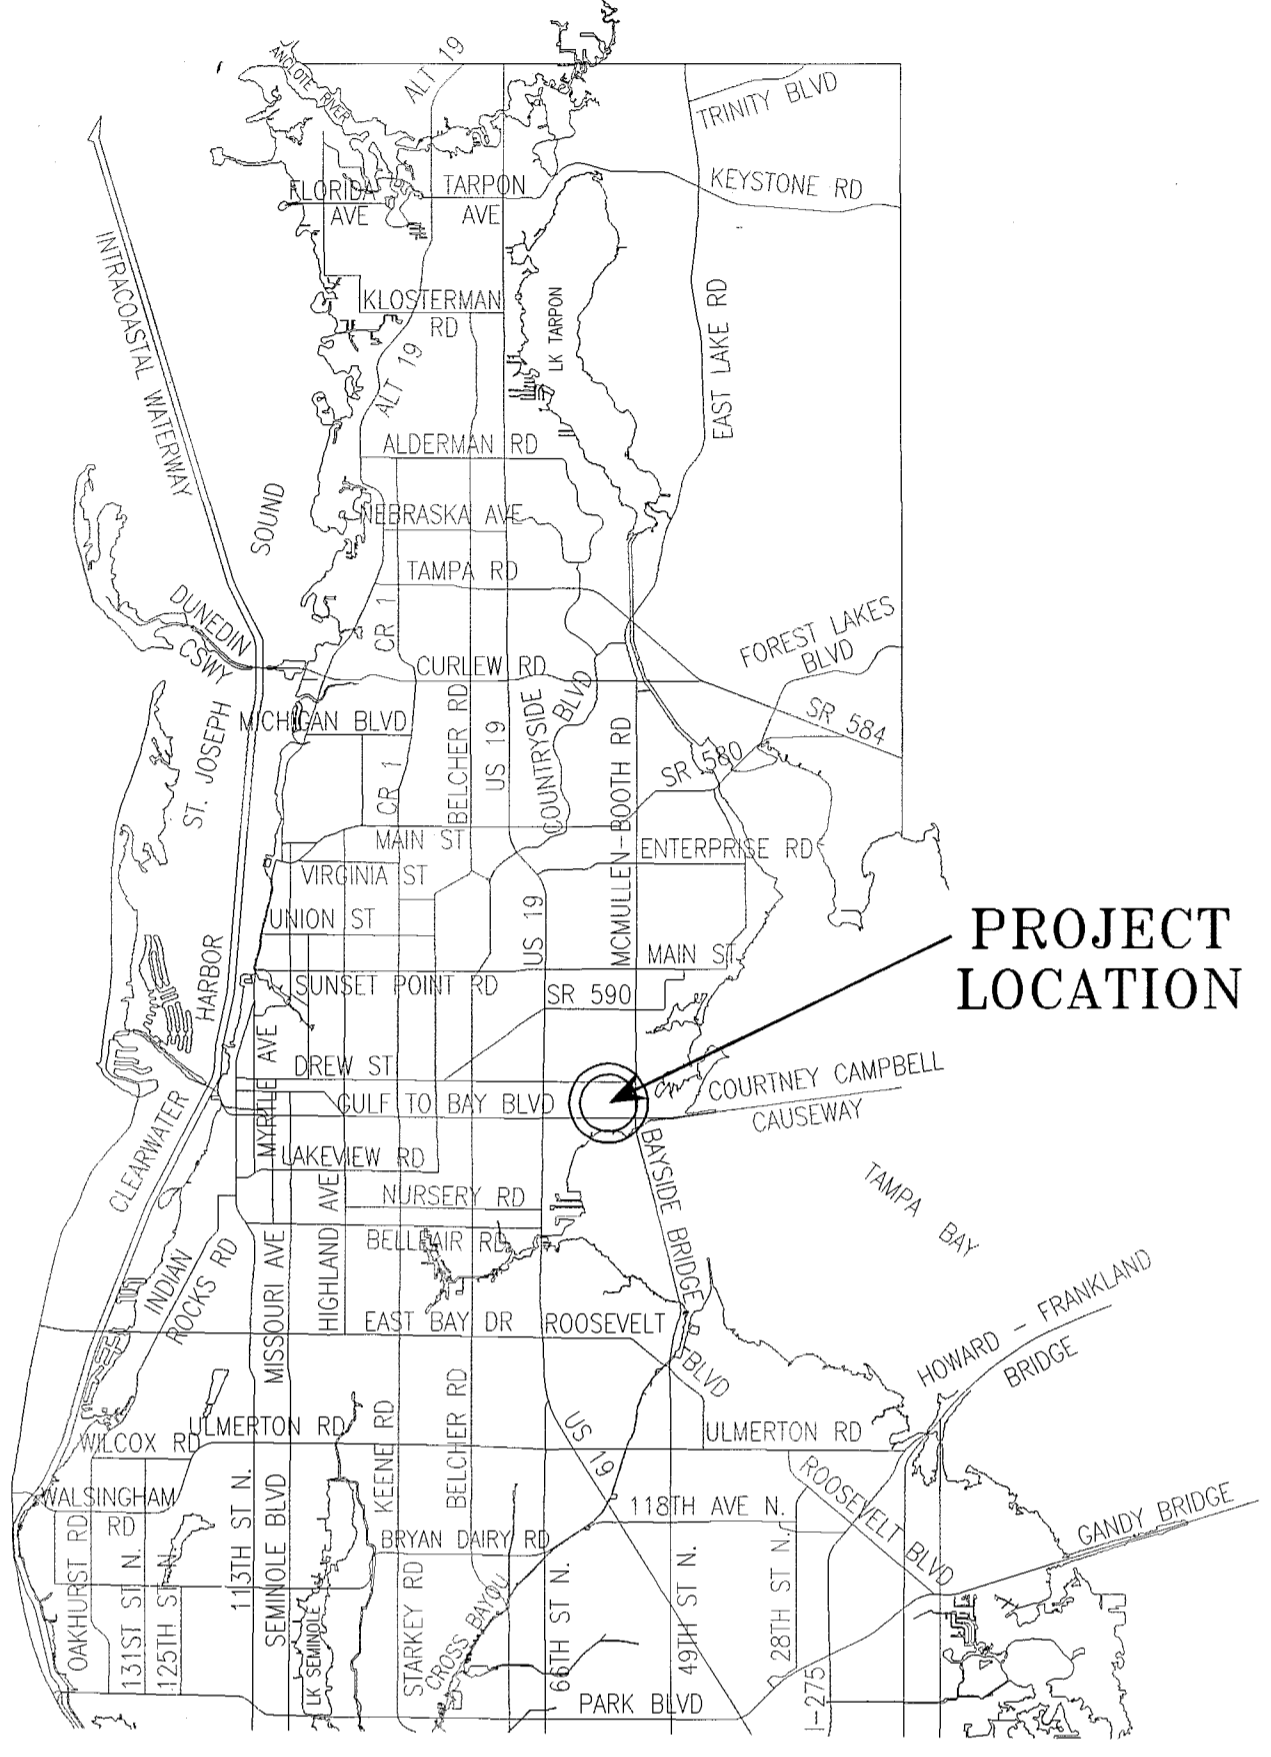 ANCLOTE RIVER
ALT 19
TRINITY BLVD
FLORIDA
AVE
TARPON
AVE
KEYSTONE RD
INTRACOASTAL WATERWAY
KLOSTERMAN
RD
LK TARPON
EAST LAKE RD
ALT 19
ALDERMAN RD
SOUND
NEBRASKA AVE
TAMPA RD
DUNEDIN
CSWY
CR 1
FOREST LAKES
BLVD
CURLEW RD
ST. JOSEPH
MICHIGAN BLVD
BELCHER RD
US 19
COUNTRYSIDE
BLVD
MCMULLEN-BOOTH RD
SR 584
SR 580
CR 1
MAIN ST
ENTERPRISE RD
VIRGINIA ST
UNION ST
US 19
MAIN ST
PROJECT
LOCATION
HARBOR
SUNSET POINT RD
SR 590
MYRTLE AVE
DREW ST
COURTNEY CAMPBELL
CAUSEWAY
GULF TO BAY BLVD
CLEARWATER
LAKEVIEW RD
BAYSIDE BRIDGE
TAMPA
BAY
HIGHLAND AVE
NURSERY RD
INDIAN
ROCKS RD
MISSOURI AVE
BELLEAIR RD
EAST BAY DR
ROOSEVELT
BLVD
HOWARD - FRANKLAND
BRIDGE
WILCOX RD
ULMERTON RD
KEENE RD
BELCHER RD
US 19
ULMERTON RD
WALSINGHAM
RD
113TH ST N.
SEMINOLE BLVD
118TH AVE N.
ROOSEVELT BLVD
GANDY BRIDGE
BRYAN DAIRY RD
OAKHURST RD
131ST ST N.
125TH ST N
LK SEMINOLE
STARKEY RD
CROSS BAYOU
66TH ST N.
49TH ST N.
28TH ST N.
I-275
PARK BLVD